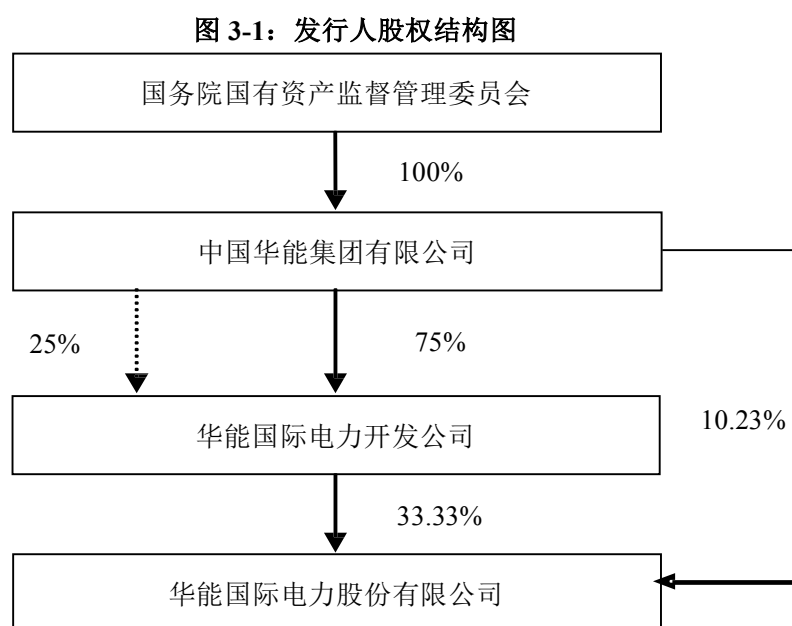 图 3-1：发行人股权结构图
国务院国有资产监督管理委员会
100%
中国华能集团有限公司
25%
75%
10.23%
华能国际电力开发公司
33.33%
华能国际电力股份有限公司